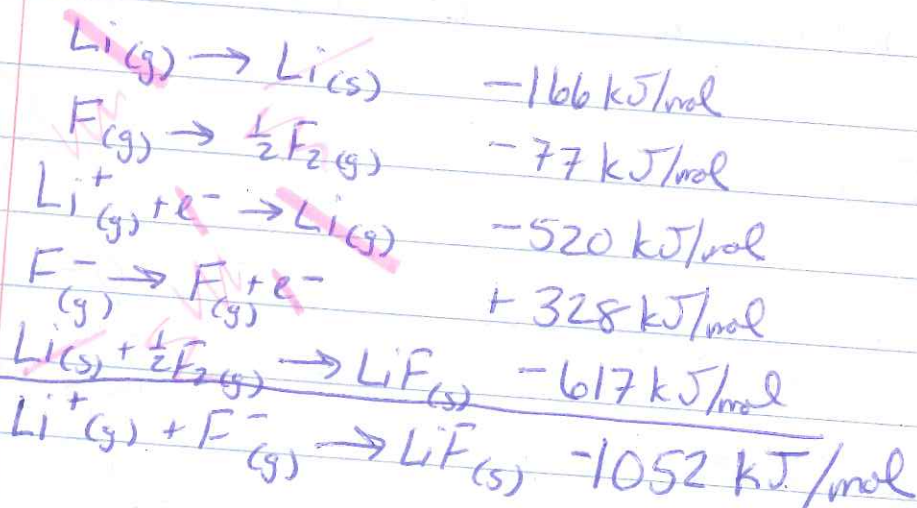 Li(g) → Li(s) -166 kJ/mol
F(g) → ½F₂(g) -77 kJ/mol
Li⁺(g) + e⁻ → Li(g) -520 kJ/mol
F⁻(g) → F(g) + e⁻ + 328 kJ/mol
Li(s) + ½F₂(g) → LiF(s) -617 kJ/mol
Li⁺(g) + F⁻(g) → LiF(s) -1052 kJ/mol